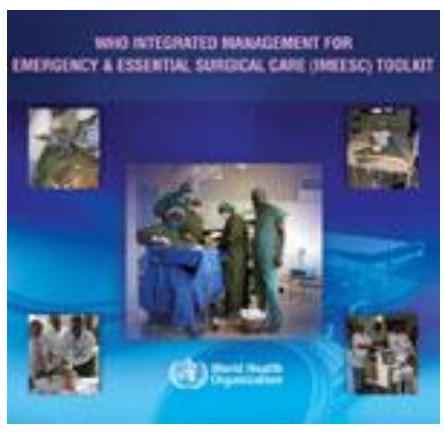 WHO INTEGRATED MANAGEMENT FOR
EMERGENCY & ESSENTIAL SURGICAL CARE (IMEESC) TOOLKIT
World Health
Organization